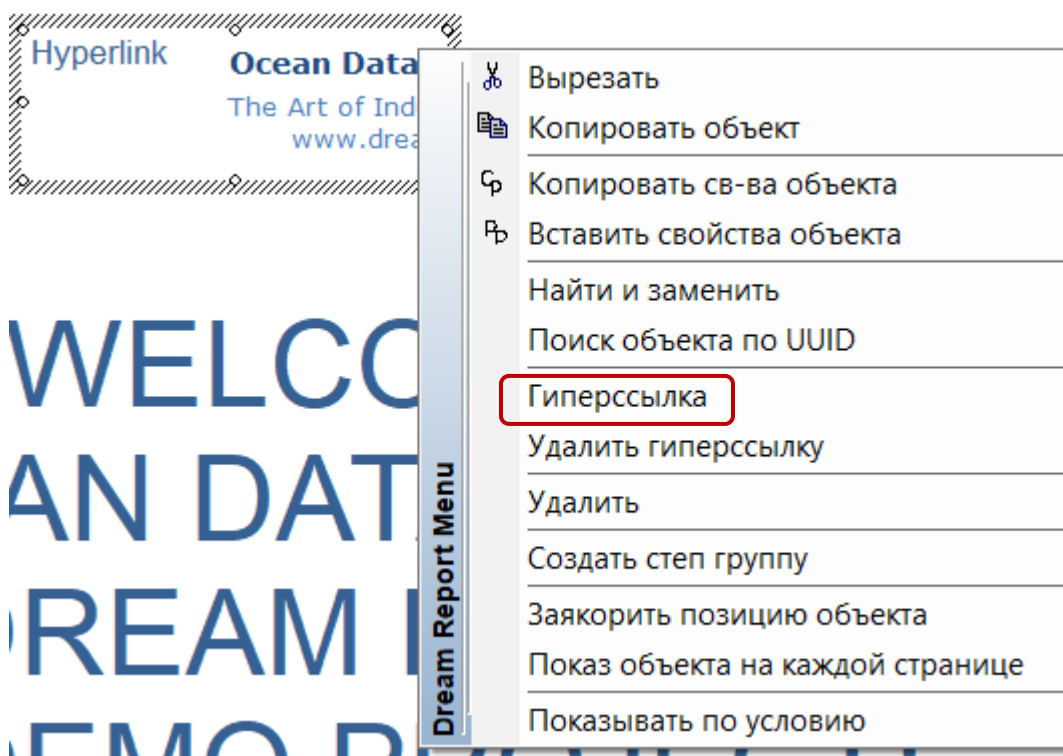 Hyperlink
Ocean Data
The Art of Ind
www.drea
Вырезать
Копировать объект
Копировать св-ва объекта
Вставить свойства объекта
Найти и заменить
Поиск объекта по UUID
Гиперссылка
Удалить гиперссылку
Удалить
Создать степ группу
Заякорить позицию объекта
Показ объекта на каждой странице
Показывать по условию
Dream Report Menu
WELCO
AN DAT
REAM